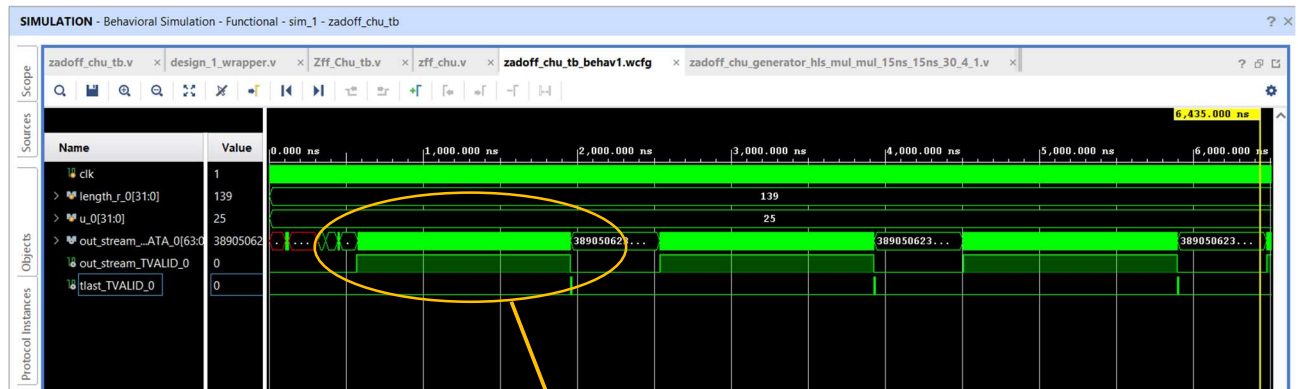 SIMULATION - Behavioral Simulation - Functional - sim_1 - zadoff_chu_tb ? ×
zadoff_chu_tb.v × design_1_wrapper.v × Zff_Chu_tb.v × zff_chu.v × zadoff_chu_tb_behav1.wcfg × zadoff_chu_generator_hls_mul_mul_15ns_15ns_30_4_1.v × ?
Scope
Sources
Objects
Protocol Instances
6,435.000 ns
Name Value 0.000 ns 1,000.000 ns 2,000.000 ns 3,000.000 ns 4,000.000 ns 5,000.000 ns 6,000.000 ns
clk 1
> length_r_0[31:0] 139 139
> u_0[31:0] 25 25
> out_stream_...ATA_0[63:0 38905062 . ... . 389050623... 389050623... 389050623...
out_stream_TVALID_0 0
tlast_TVALID_0 0